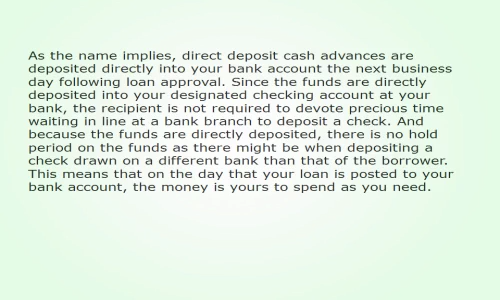 As the name implies, direct deposit cash advances are
deposited directly into your bank account the next business
day following loan approval. Since the funds are directly
deposited into your designated checking account at your
bank, the recipient is not required to devote precious time
waiting in line at a bank branch to deposit a check. And
because the funds are directly deposited, there is no hold
period on the funds as there might be when depositing a
check drawn on a different bank than that of the borrower.
This means that on the day that your loan is posted to your
bank account, the money is yours to spend as you need.